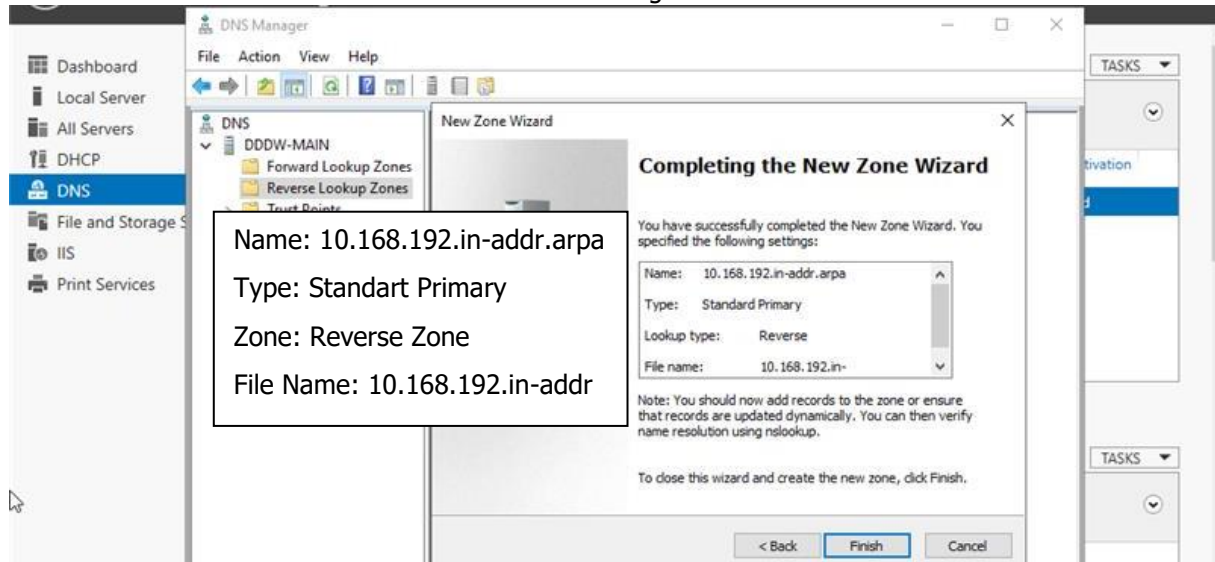 DNS Manager
File Action View Help
Dashboard
Local Server
All Servers
DHCP
DNS
File and Storage S
IIS
Print Services
DNS
DDDW-MAIN
Forward Lookup Zones
Reverse Lookup Zones
Trust Points
Name: 10.168.192.in-addr.arpa
Type: Standart Primary
Zone: Reverse Zone
File Name: 10.168.192.in-addr
New Zone Wizard
Completing the New Zone Wizard
You have successfully completed the New Zone Wizard. You
specified the following settings:
Name: 10.168.192.in-addr.arpa
Type: Standard Primary
Lookup type: Reverse
File name: 10.168.192.in-
Note: You should now add records to the zone or ensure
that records are updated dynamically. You can then verify
name resolution using nslookup.
To close this wizard and create the new zone, click Finish.
< Back Finish Cancel
TASKS
tivation
TASKS